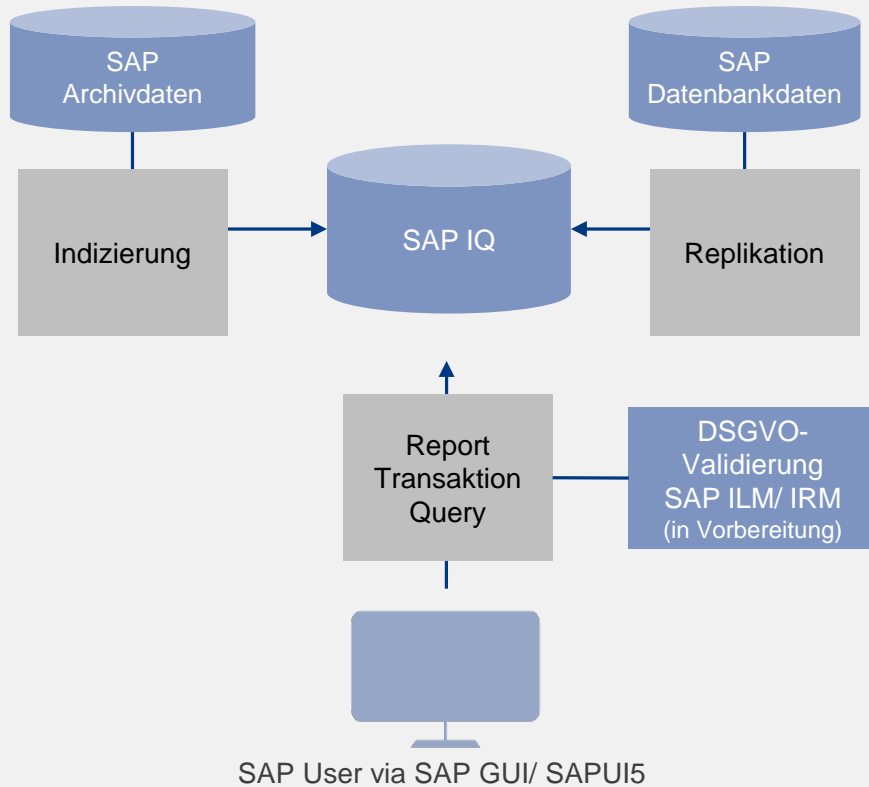 SAP
Archivdaten
SAP
Datenbankdaten
Indizierung
SAP IQ
Replikation
Report
Transaktion
Query
DSGVO-
Validierung
SAP ILM/ IRM
(in Vorbereitung)
SAP User via SAP GUI/ SAPUI5